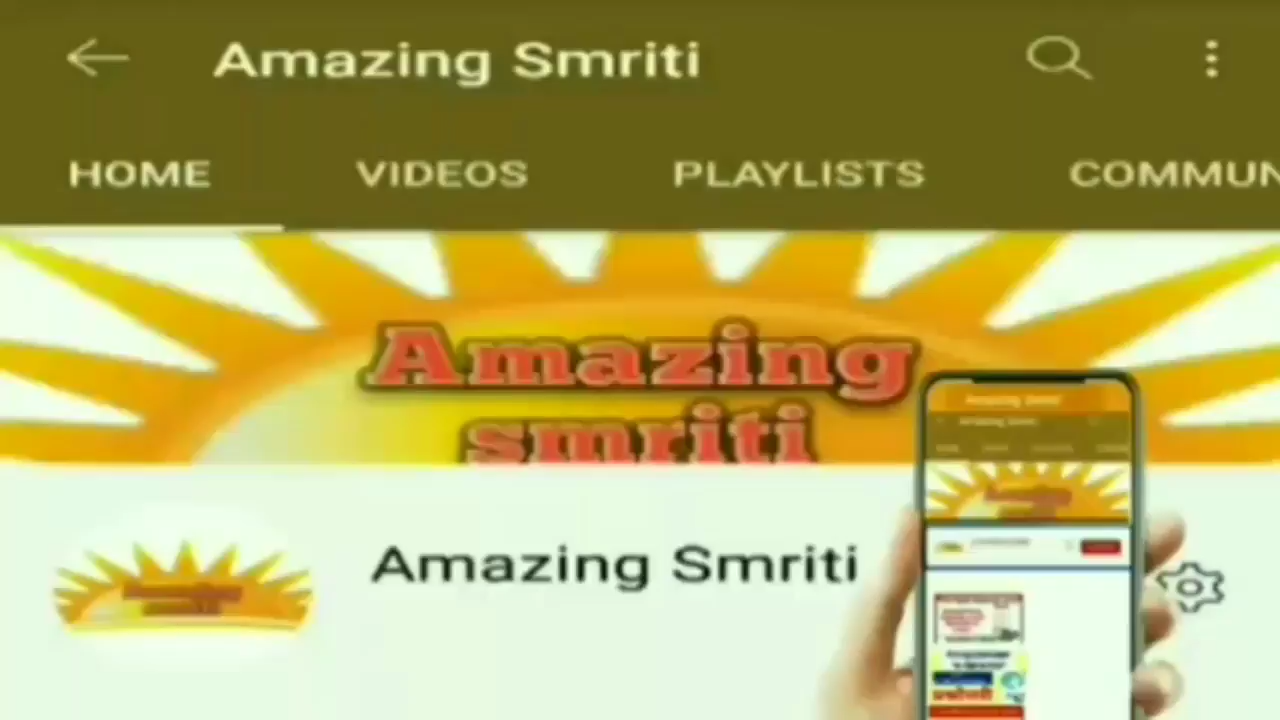 Amazing Smriti
HOME VIDEOS PLAYLISTS COMMUN
Amazing
smriti
Amazing Smriti